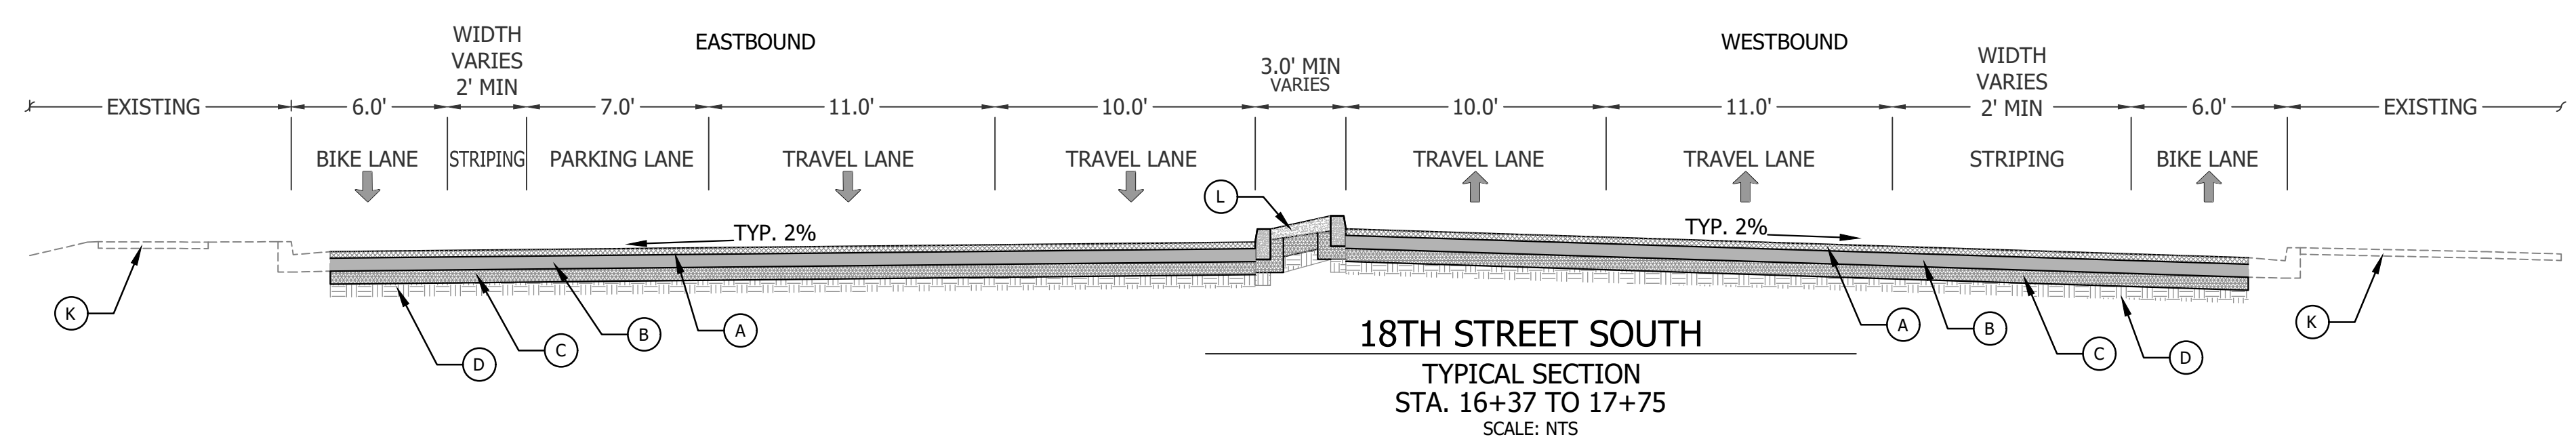 EASTBOUND
WESTBOUND
WIDTH
VARIES
2' MIN
3.0' MIN
VARIES
WIDTH
VARIES
2' MIN
EXISTING
6.0'
7.0'
11.0'
10.0'
10.0'
11.0'
6.0'
EXISTING
BIKE LANE
STRIPING
PARKING LANE
TRAVEL LANE
TRAVEL LANE
TRAVEL LANE
TRAVEL LANE
STRIPING
BIKE LANE
L
TYP. 2%
TYP. 2%
K
D
C
B
A
A
B
C
D
K
18TH STREET SOUTH
TYPICAL SECTION
STA. 16+37 TO 17+75
SCALE: NTS